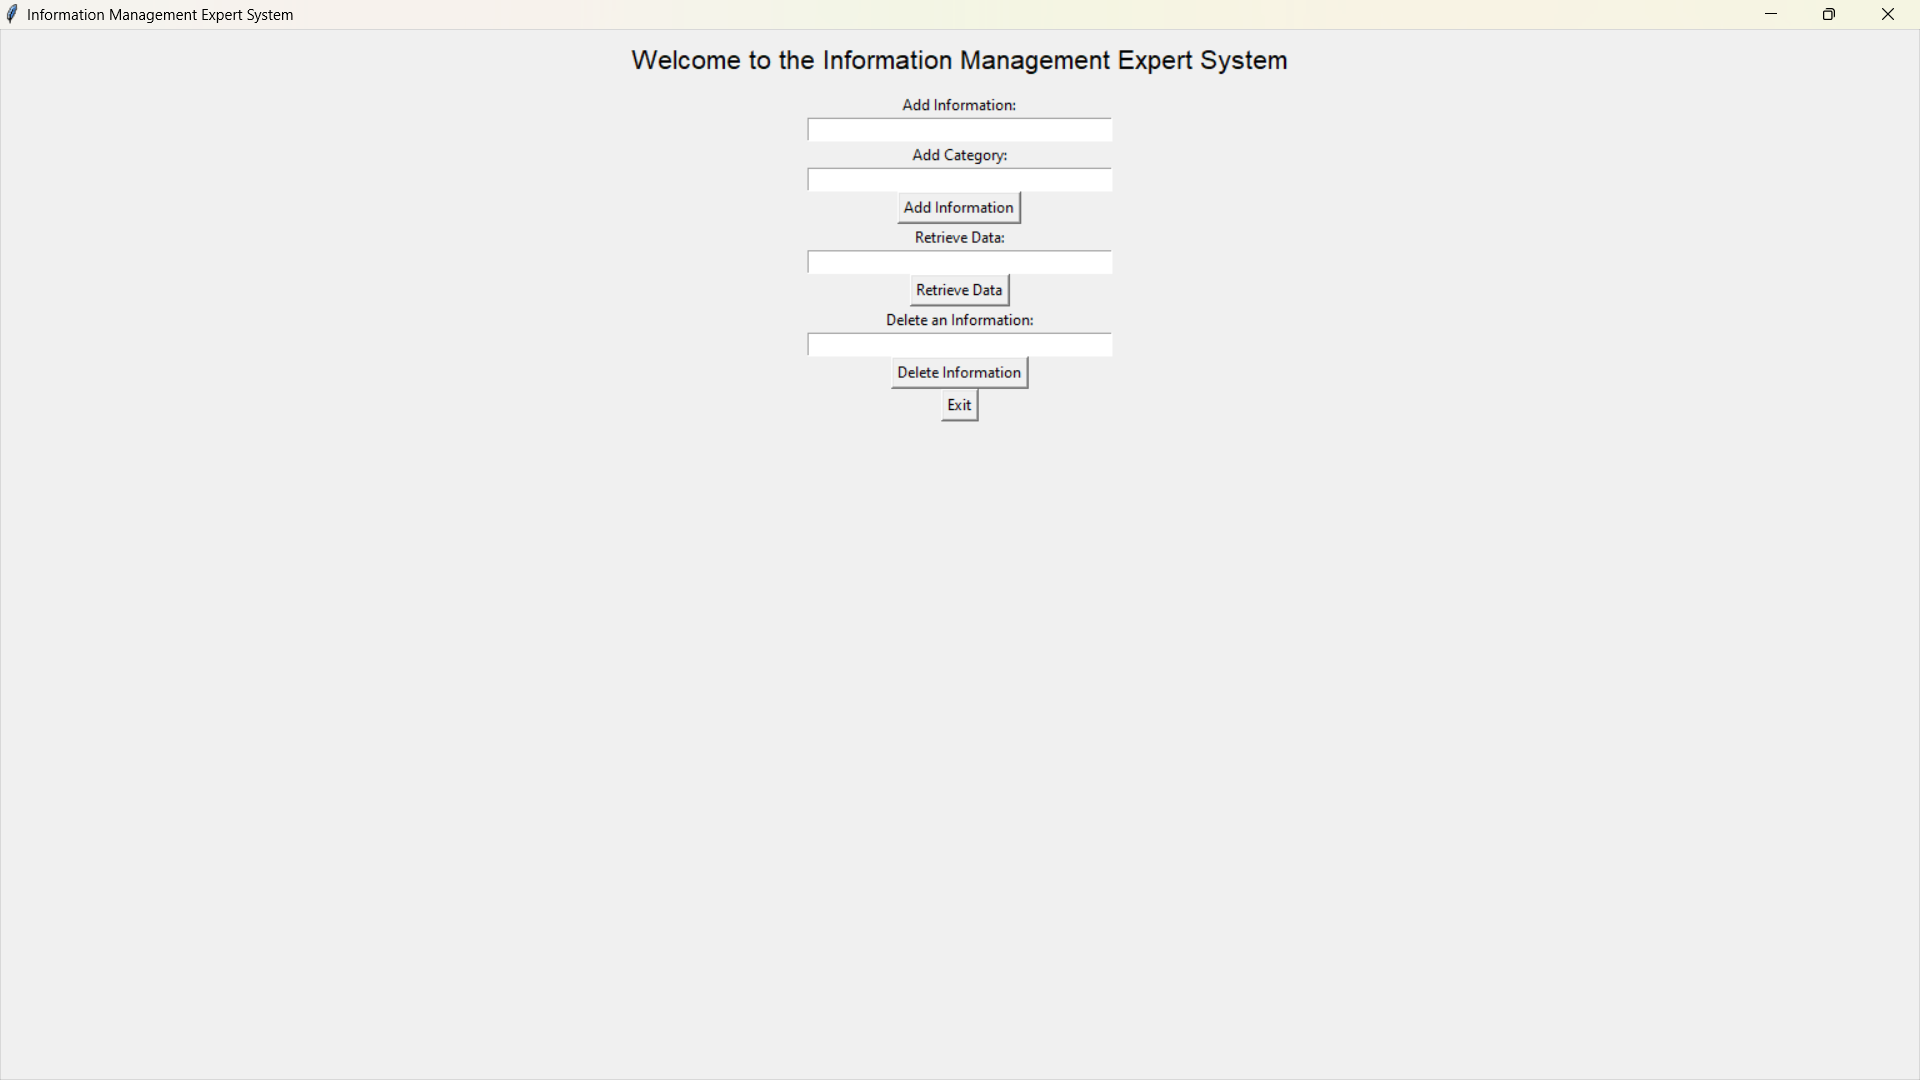 Information Management Expert System
Welcome to the Information Management Expert System
Add Information:
Add Category:
Add Information
Retrieve Data:
Retrieve Data
Delete an Information:
Delete Information
Exit